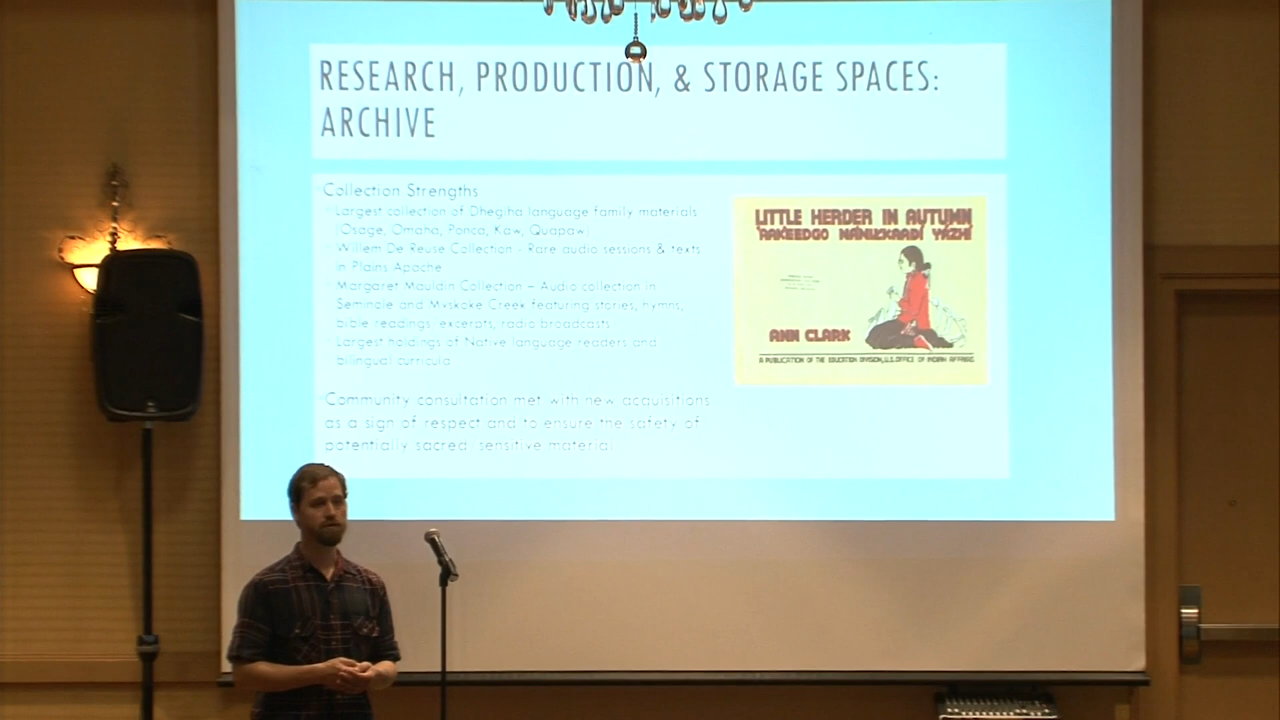 RESEARCH, PRODUCTION, & STORAGE SPACES:
ARCHIVE
Collection Strengths
Largest collection of Dhegiha language family materials
(Osage, Omaha, Ponca, Kaw, Quapaw)
Willem De Reuse Collection - Rare audio sessions & texts
in Plains Apache
Margaret Mauldin Collection – Audio collection in
Seminole and Mvskoke Creek featuring stories, hymns,
bible readings, excerpts, radio broadcasts
Largest holdings of Native language readers and
bilingual curricula
Community consultation met with new acquisitions
as a sign of respect and to ensure the safety of
potentially sacred, sensitive material
LITTLE HERDER IN AUTUMN
ANN CLARK
A PUBLICATION OF THE EDUCATION DIVISION, U.S. OFFICE OF INDIAN AFFAIRS